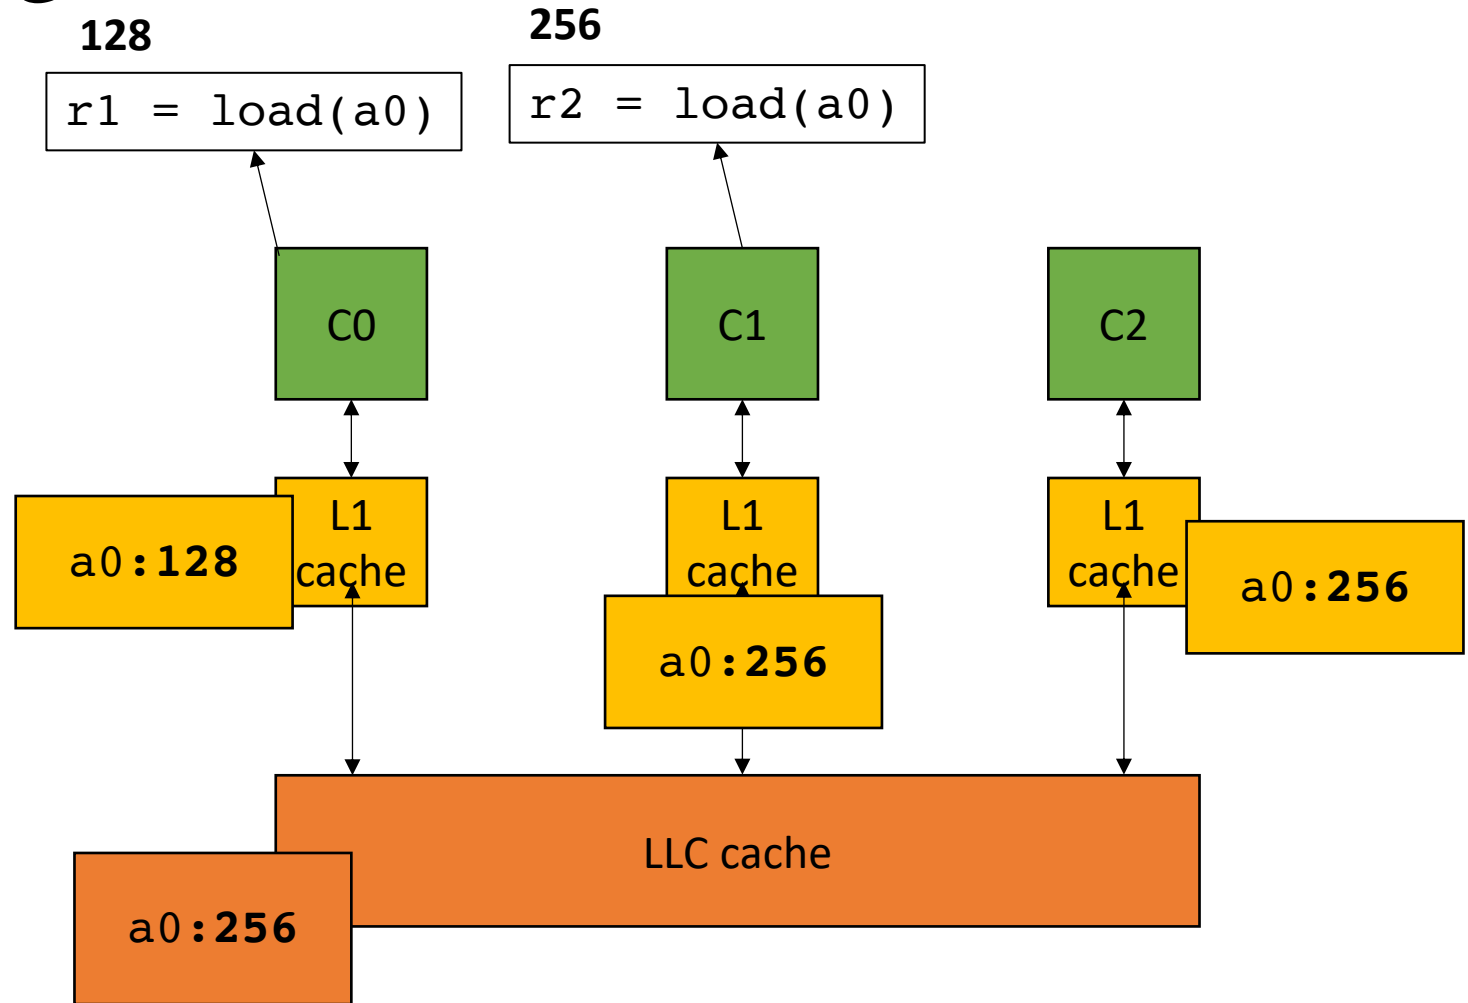 128
256
r1 = load(a0)
r2 = load(a0)
C0
C1
C2
L1
cache
L1
cache
L1
cache
a0:128
a0:256
a0:256
LLC cache
a0:256